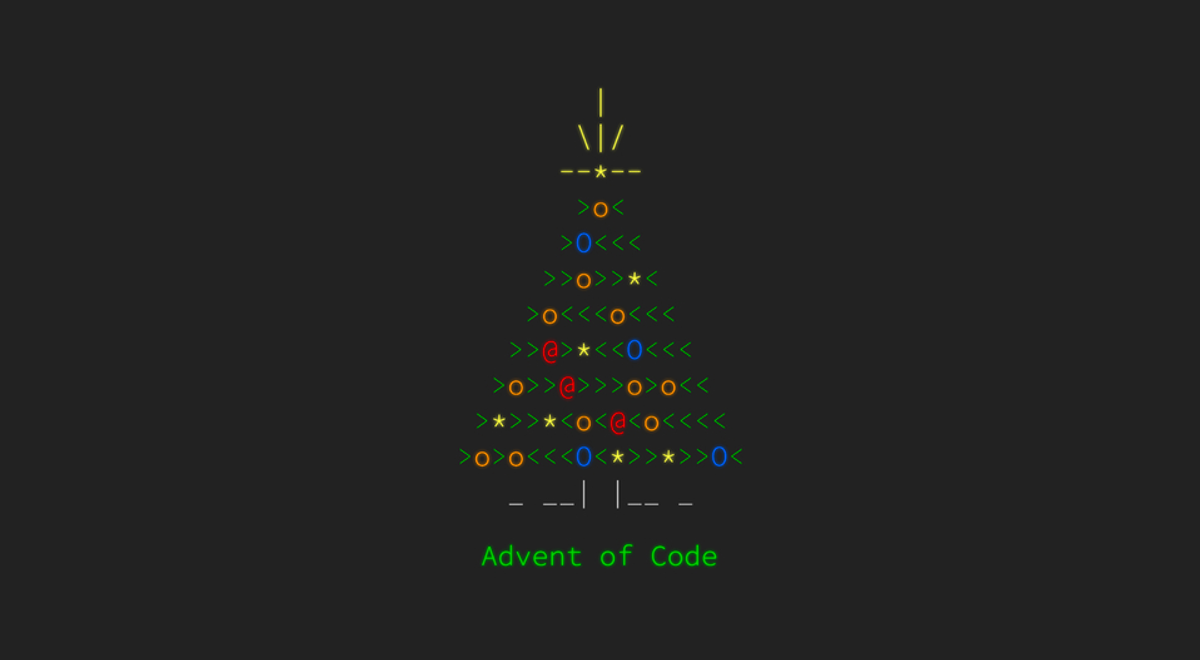 |
\|/
--*--
>o<
>O<<<
>>o>>*<
>o<<<o<<<
>>@>*<<O<<<
>o>>@>>>o>o<<
>*>>*<o<@<o<<<<
>o>o<<<O<*>>*>>O<
_ __| |__ _
Advent of Code